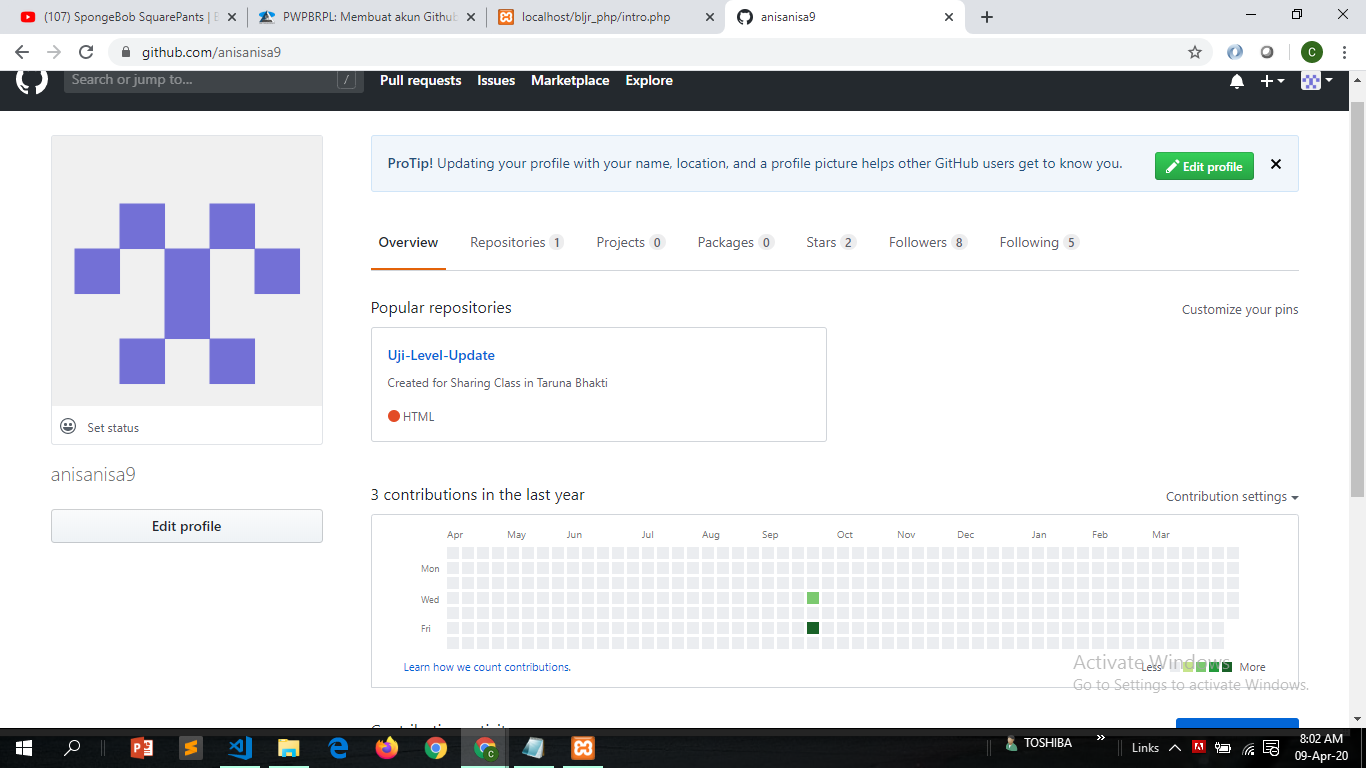 (107) SpongeBob SquarePants |
PWPBRPL: Membuat akun Github
localhost/bljr_php/intro.php
anisanisa9
github.com/anisanisa9
C
Search or jump to...
/
Pull requests
Issues
Marketplace
Explore
ProTip! Updating your profile with your name, location, and a profile picture helps other GitHub users get to know you.
Edit profile
Overview
Repositories 1
Projects 0
Packages 0
Stars 2
Followers 8
Following 5
Popular repositories
Customize your pins
Uji-Level-Update
Created for Sharing Class in Taruna Bhakti
HTML
Set status
anisanisa9
Edit profile
3 contributions in the last year
Contribution settings
Apr May Jun Jul Aug Sep Oct Nov Dec Jan Feb Mar
Mon
Wed
Fri
Learn how we count contributions.
Less
More
Activate Windows
Go to Settings to activate Windows.
TOSHIBA
Links
8:02 AM
09-Apr-20